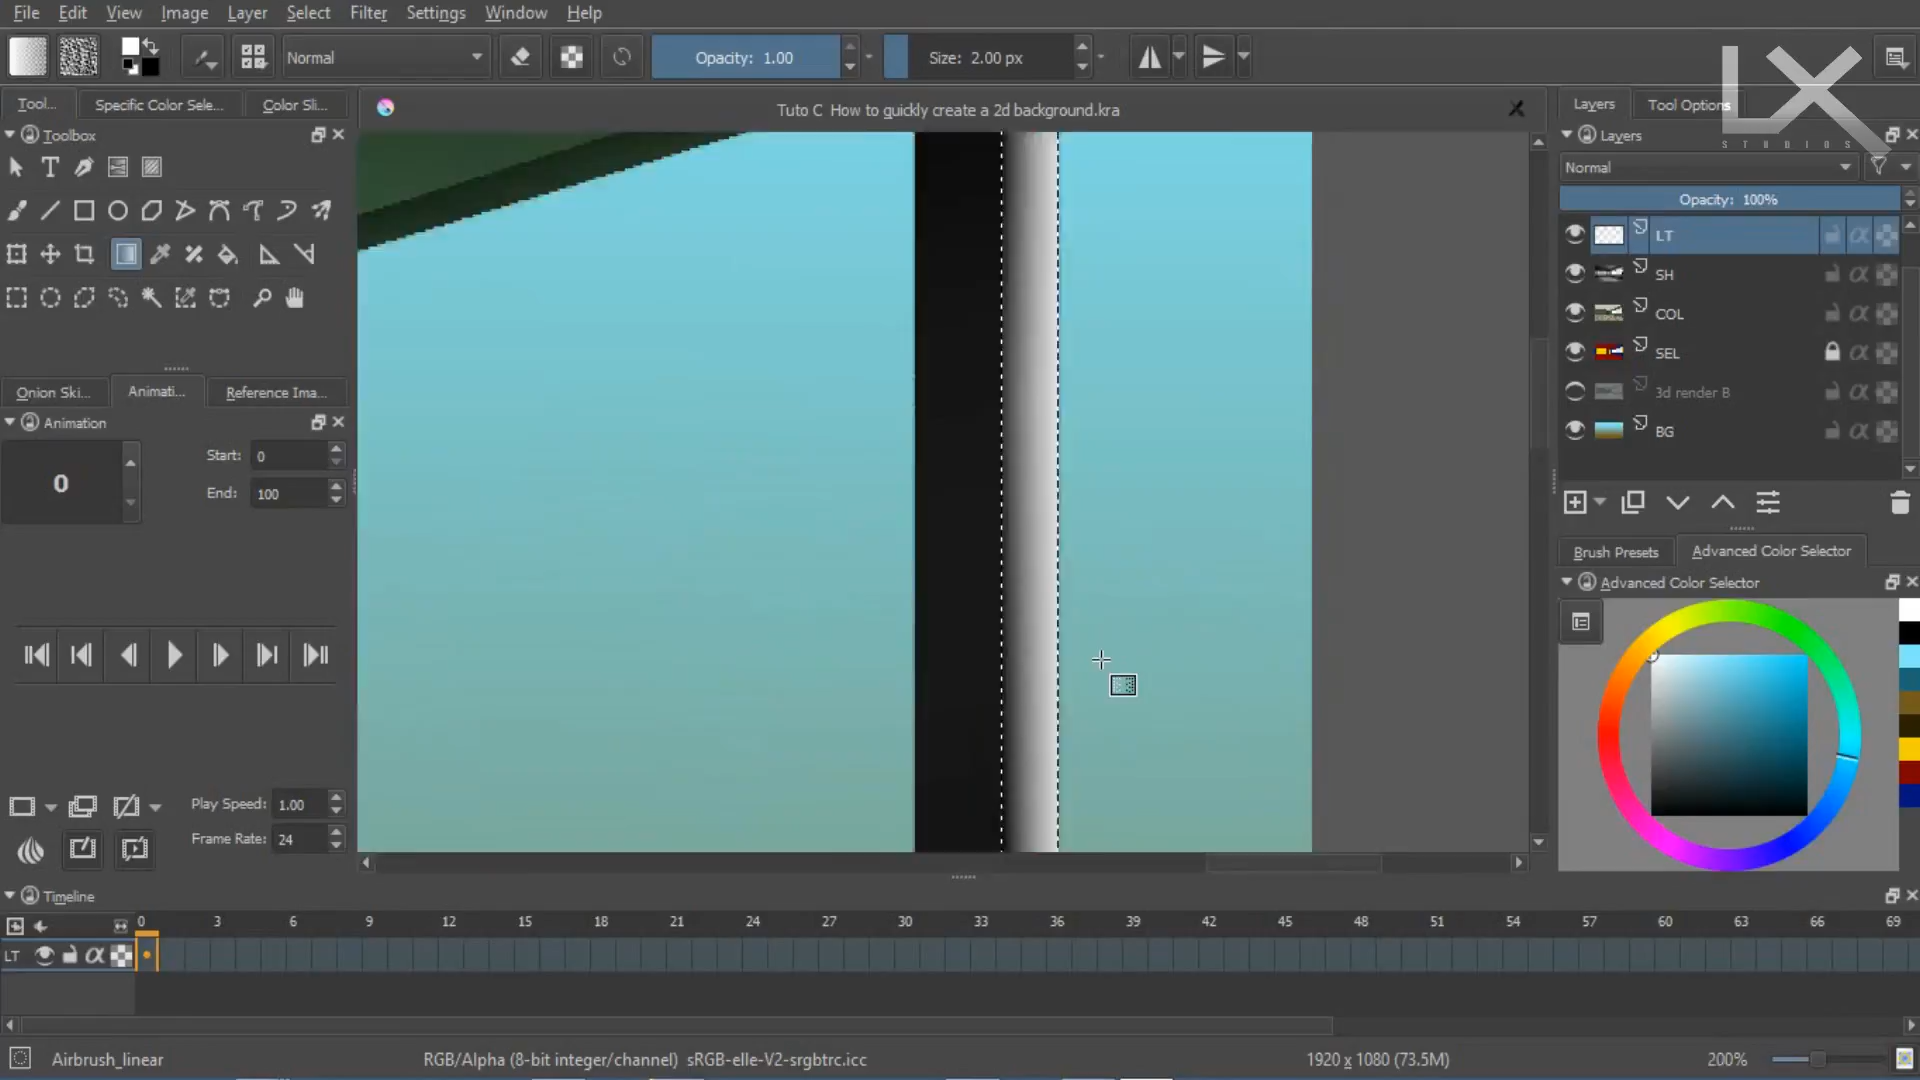 File Edit View Image Layer Select Filter Settings Window Help
Normal Opacity: 1.00 Size: 2.00 px
LX
STUDIOS
Tool... Specific Color Sele... Color Sli...
Tuto C How to quickly create a 2d background.kra
Layers Tool Options
Toolbox
Layers
Normal
Opacity: 100%
LT
SH
COL
SEL
3d render B
BG
Onion Ski... Animati... Reference Ima...
Animation
Start: 0
0
End: 100
Brush Presets Advanced Color Selector
Advanced Color Selector
Play Speed: 1.00
Frame Rate: 24
Timeline
0 3 6 9 12 15 18 21 24 27 30 33 36 39 42 45 48 51 54 57 60 63 66 69
LT
Airbrush_linear RGB/Alpha (8-bit integer/channel) sRGB-elle-V2-srgbtrc.icc 1920 x 1080 (73.5M) 200%